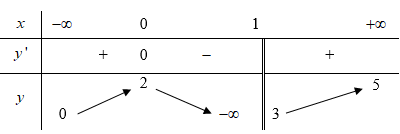 x −∞ 0 1 +∞
y' + 0 − +
2 5
y
0 −∞ 3